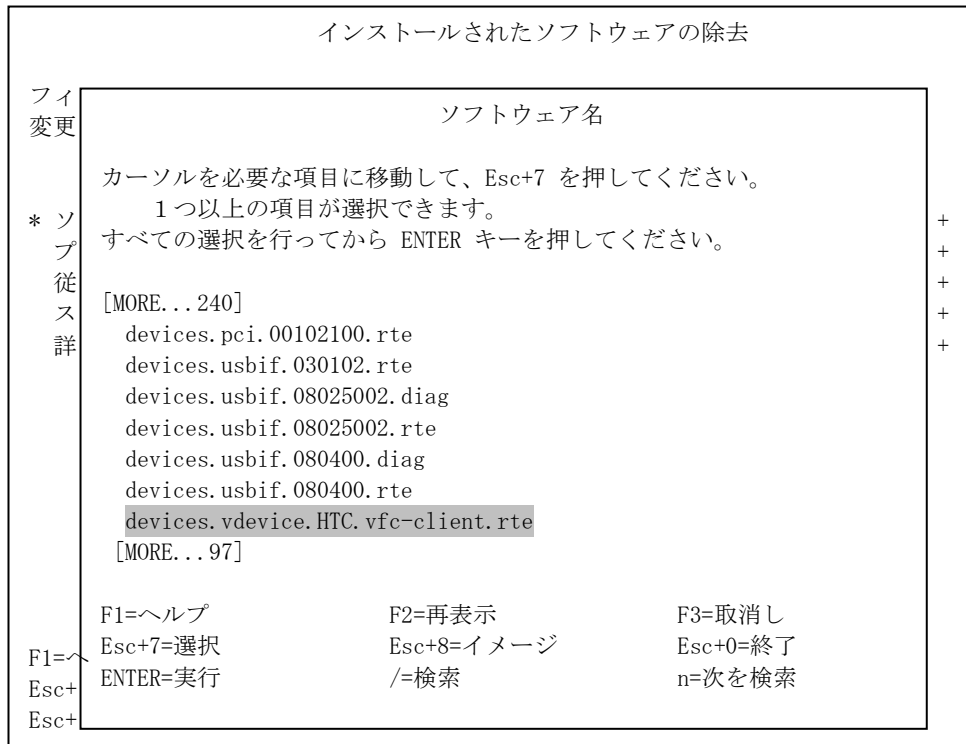 インストールされたソフトウェアの除去
フィ
変更
ソフトウェア名
カーソルを必要な項目に移動して、Esc+7 を押してください。
１つ以上の項目が選択できます。
* ソ +
すべての選択を行ってから ENTER キーを押してください。
プ +
従 +
ス +
詳 +
[MORE...240]
devices.pci.00102100.rte
devices.usbif.030102.rte
devices.usbif.08025002.diag
devices.usbif.08025002.rte
devices.usbif.080400.diag
devices.usbif.080400.rte
devices.vdevice.HTC.vfc-client.rte
[MORE...97]
F1=ヘルプ F2=再表示 F3=取消し
Esc+7=選択 Esc+8=イメージ Esc+0=終了
ENTER=実行 /=検索 n=次を検索
F1=ヘ
Esc+
Esc+